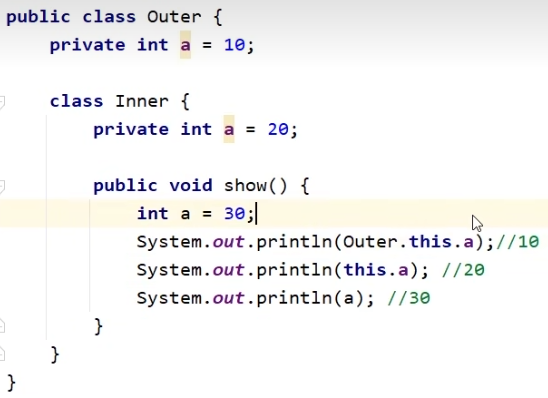 public class Outer {
    private int a = 10;
    class Inner {
        private int a = 20;
        public void show() {
            int a = 30;
            System.out.println(Outer.this.a);//10
            System.out.println(this.a); //20
            System.out.println(a); //30
        }
    }
}